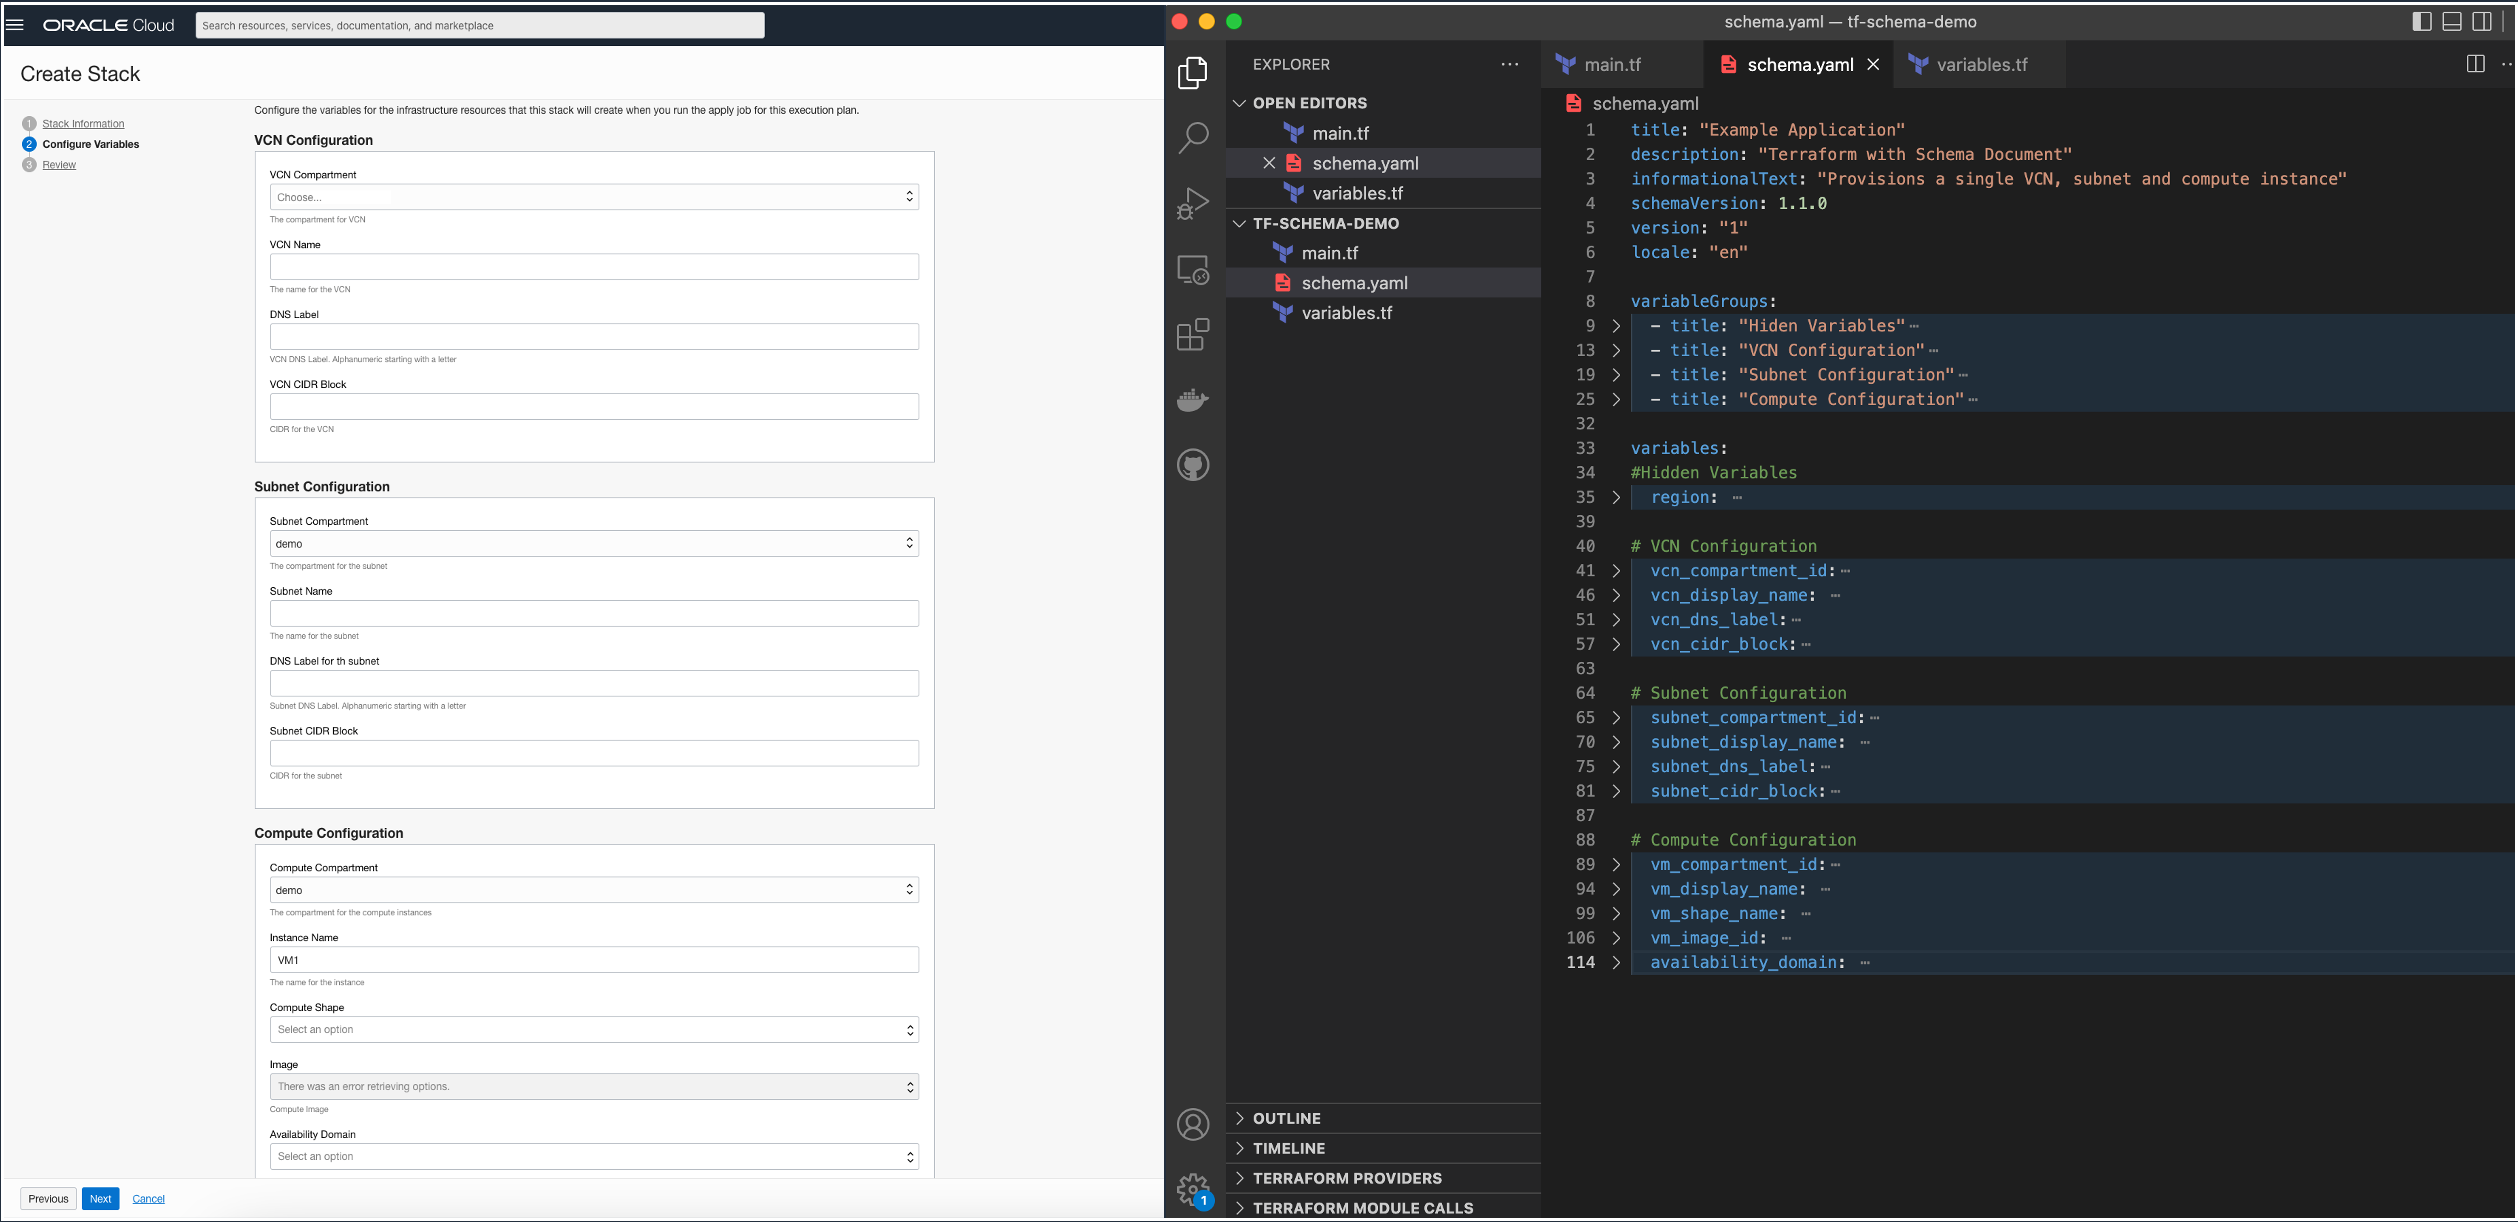 ORACLE Cloud
Search resources, services, documentation, and marketplace
Create Stack
1 Stack Information
2 Configure Variables
3 Review
Configure the variables for the infrastructure resources that this stack will create when you run the apply job for this execution plan.
VCN Configuration
VCN Compartment
Choose...
The compartment for VCN
VCN Name
The name for the VCN
DNS Label
VCN DNS Label. Alphanumeric starting with a letter
VCN CIDR Block
CIDR for the VCN
Subnet Configuration
Subnet Compartment
demo
The compartment for the subnet
Subnet Name
The name for the subnet
DNS Label for th subnet
Subnet DNS Label. Alphanumeric starting with a letter
Subnet CIDR Block
CIDR for the subnet
Compute Configuration
Compute Compartment
demo
The compartment for the compute instances
Instance Name
VM1
The name for the instance
Compute Shape
Select an option
Image
There was an error retrieving options.
Compute Image
Availability Domain
Select an option
Previous Next Cancel
schema.yaml — tf-schema-demo
EXPLORER ···
OPEN EDITORS
main.tf
schema.yaml
variables.tf
TF-SCHEMA-DEMO
main.tf
schema.yaml
variables.tf
OUTLINE
TIMELINE
TERRAFORM PROVIDERS
TERRAFORM MODULE CALLS
1
main.tf schema.yaml variables.tf
schema.yaml
1 title: "Example Application"
2 description: "Terraform with Schema Document"
3 informationalText: "Provisions a single VCN, subnet and compute instance"
4 schemaVersion: 1.1.0
5 version: "1"
6 locale: "en"
7
8 variableGroups:
9 - title: "Hiden Variables"…
13 - title: "VCN Configuration"…
19 - title: "Subnet Configuration"…
25 - title: "Compute Configuration"…
32
33 variables:
34 #Hidden Variables
35 region: …
39
40 # VCN Configuration
41 vcn_compartment_id:…
46 vcn_display_name: …
51 vcn_dns_label:…
57 vcn_cidr_block:…
63
64 # Subnet Configuration
65 subnet_compartment_id:…
70 subnet_display_name: …
75 subnet_dns_label:…
81 subnet_cidr_block:…
87
88 # Compute Configuration
89 vm_compartment_id:…
94 vm_display_name: …
99 vm_shape_name: …
106 vm_image_id: …
114 availability_domain: …